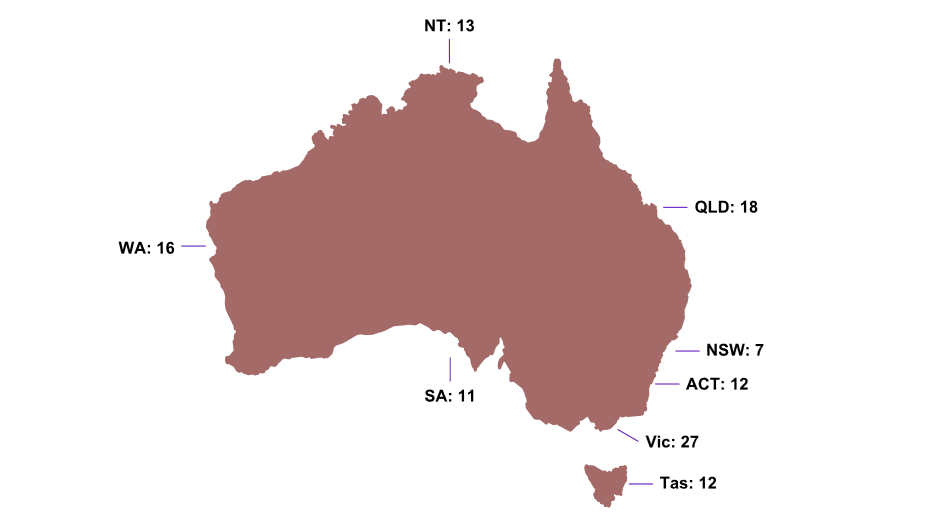 NT: 13
QLD: 18
WA: 16
NSW: 7
ACT: 12
SA: 11
Vic: 27
Tas: 12